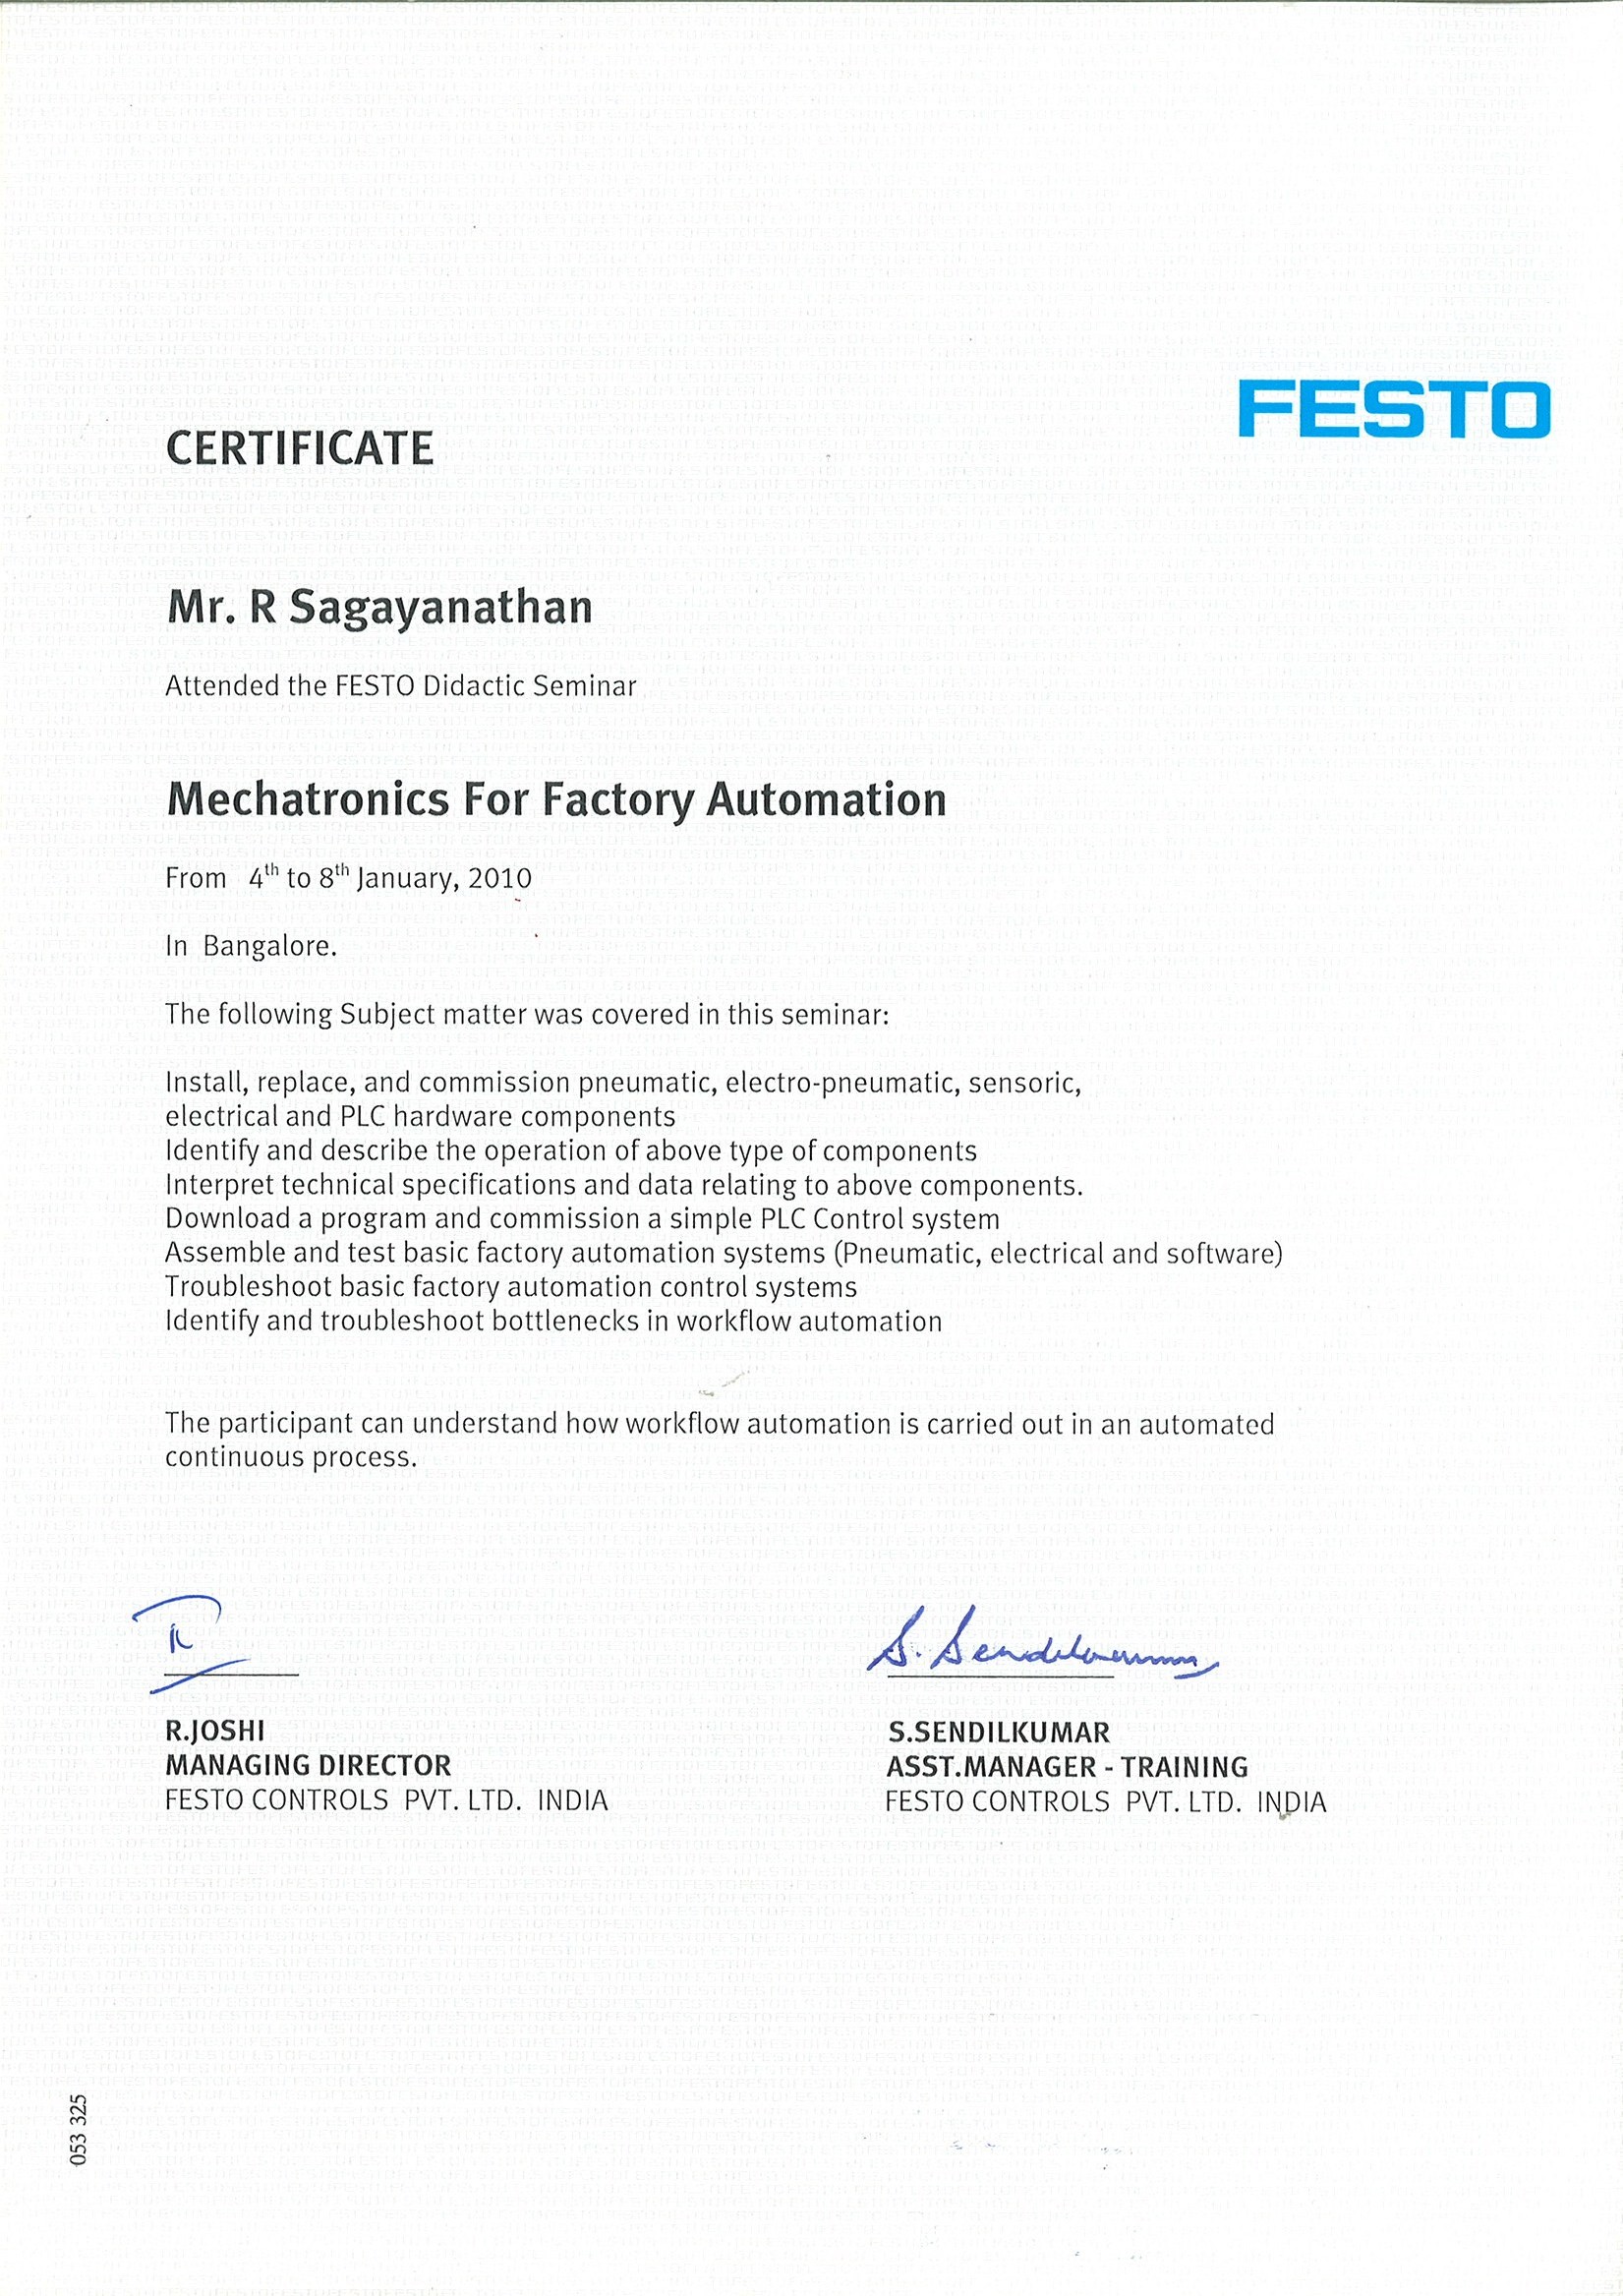 FESTO
CERTIFICATE
Mr. R Sagayanathan
Attended the FESTO Didactic Seminar
Mechatronics For Factory Automation
From 4th to 8th January, 2010
In Bangalore.
The following Subject matter was covered in this seminar:
Install, replace, and commission pneumatic, electro-pneumatic, sensoric,
electrical and PLC hardware components
Identify and describe the operation of above type of components
Interpret technical specifications and data relating to above components.
Download a program and commission a simple PLC Control system
Assemble and test basic factory automation systems (Pneumatic, electrical and software)
Troubleshoot basic factory automation control systems
Identify and troubleshoot bottlenecks in workflow automation
The participant can understand how workflow automation is carried out in an automated
continuous process.
S. Sendilkumar
R.JOSHI
MANAGING DIRECTOR
FESTO CONTROLS PVT. LTD. INDIA
S.SENDILKUMAR
ASST.MANAGER - TRAINING
FESTO CONTROLS PVT. LTD. INDIA
053 325